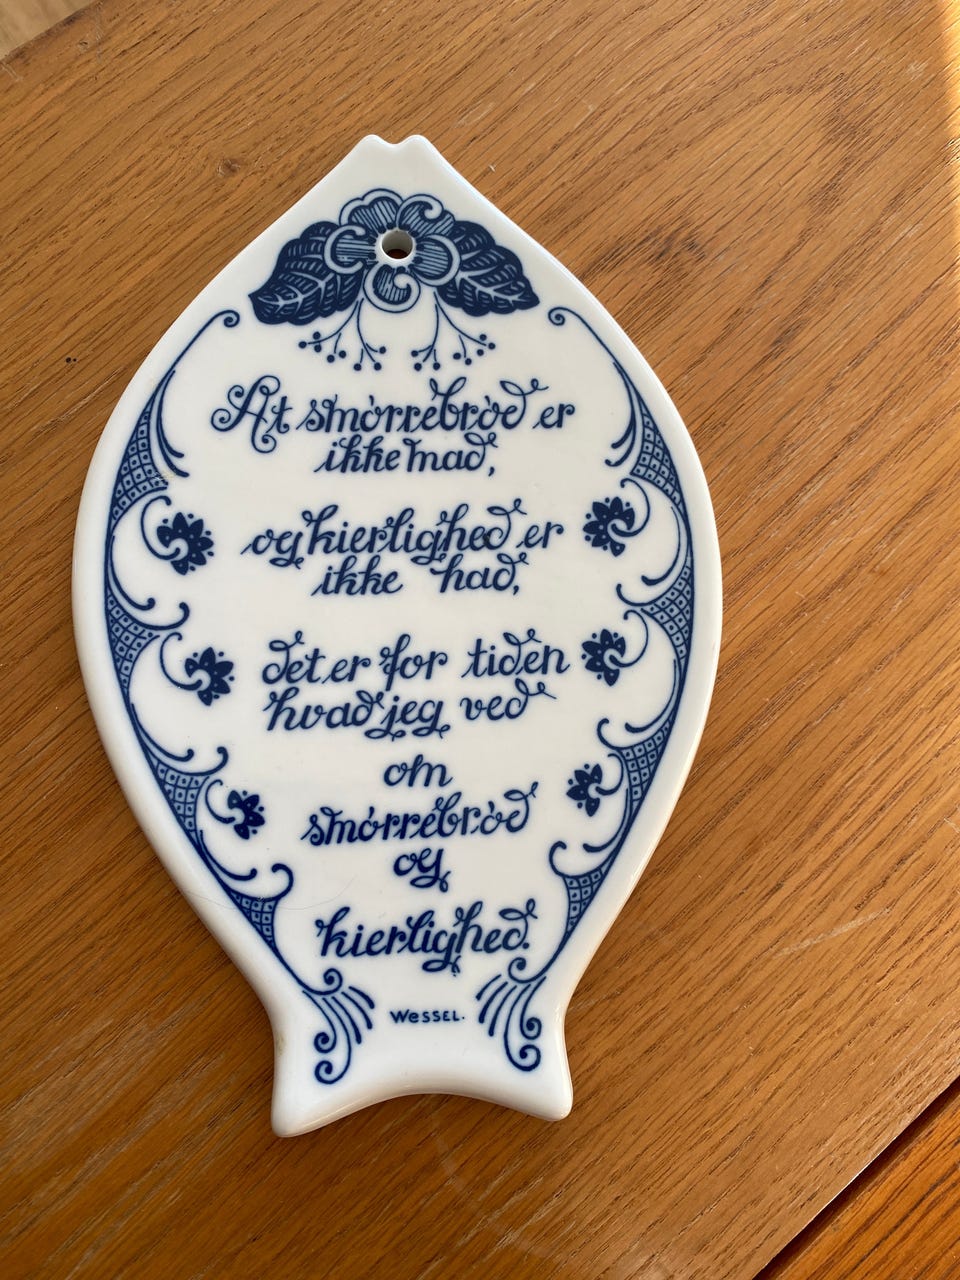 At smørrebrød er
ikke mad,
og kierlighed er
ikke had,
det er for tiden
hvad jeg ved
om
smørrebrød
og
kierlighed.
WESSEL.